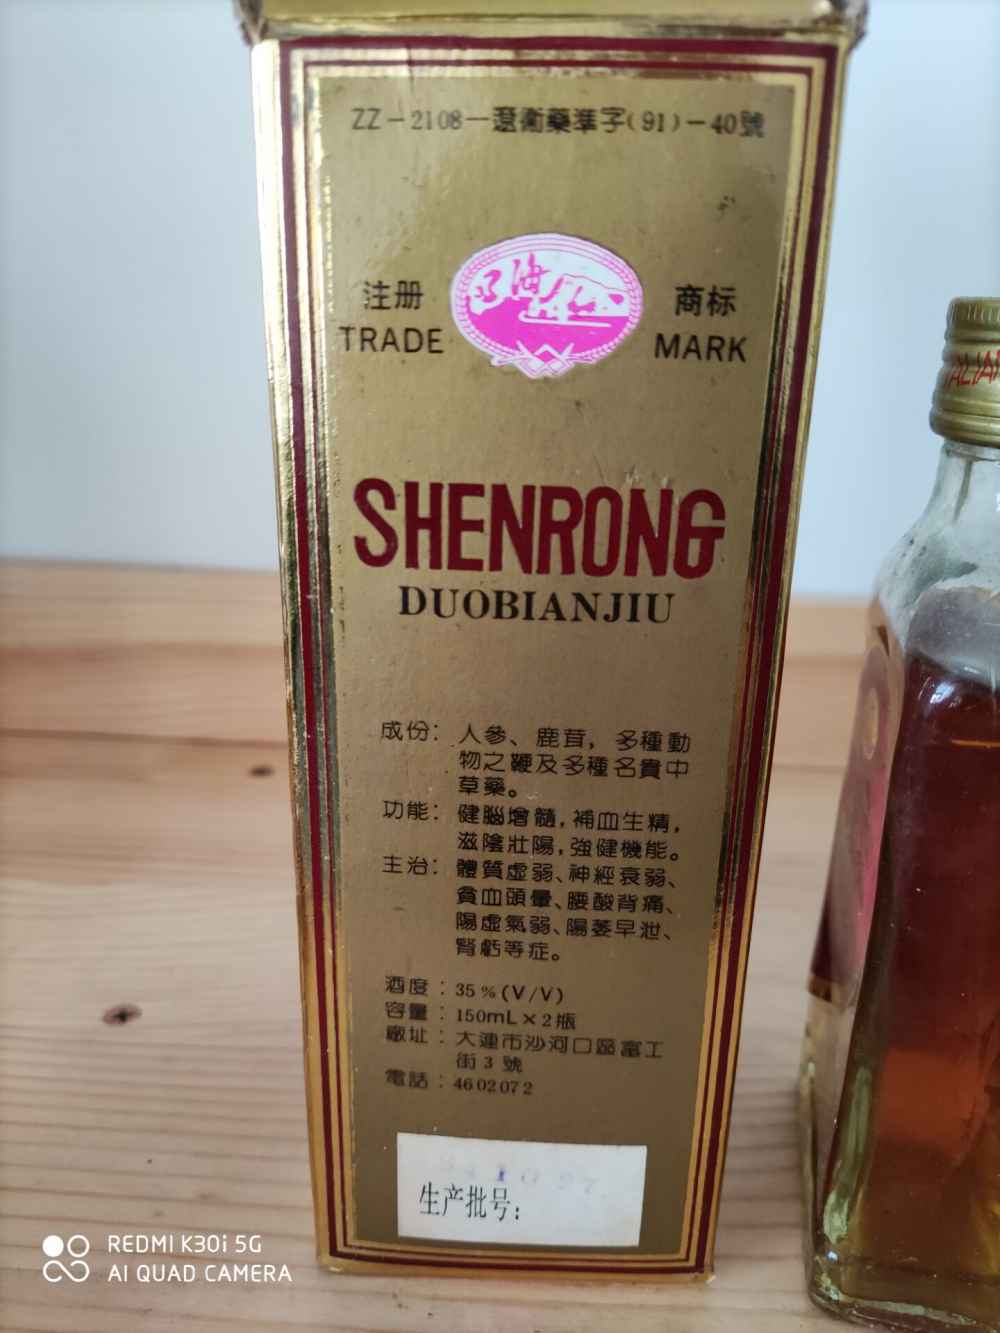 ZZ-2108-遼衛藥準字(91)-40號
注册 商标
TRADE MARK
SHENRONG
DUOBIANJIU
成份：人參、鹿茸，多種動
物之鞭及多種名貴中
草藥。
功能：健腦增髓，補血生精，
滋陰壯陽，強健機能。
主治：體質虛弱、神經衰弱、
貧血頭暈、腰酸背痛、
陽虛氣弱、陽萎早泄、
腎虧等症。
酒度：35%(V/V)
容量：150mL×2瓶
廠址：大連市沙河口區富工
街3號
電話：4602072
生产批号：
REDMI K30i 5G
AI QUAD CAMERA